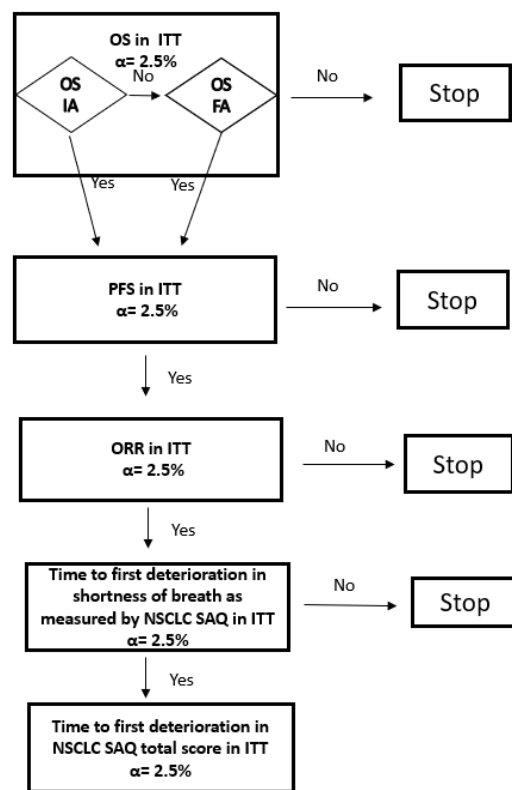 OS in ITT
α= 2.5%
OS
IA
No
OS
FA
No
Stop
Yes
Yes
PFS in ITT
α= 2.5%
No
Stop
Yes
ORR in ITT
α= 2.5%
No
Stop
Yes
Time to first deterioration in
shortness of breath as
measured by NSCLC SAQ in ITT
α= 2.5%
No
Stop
Yes
Time to first deterioration in
NSCLC SAQ total score in ITT
α= 2.5%